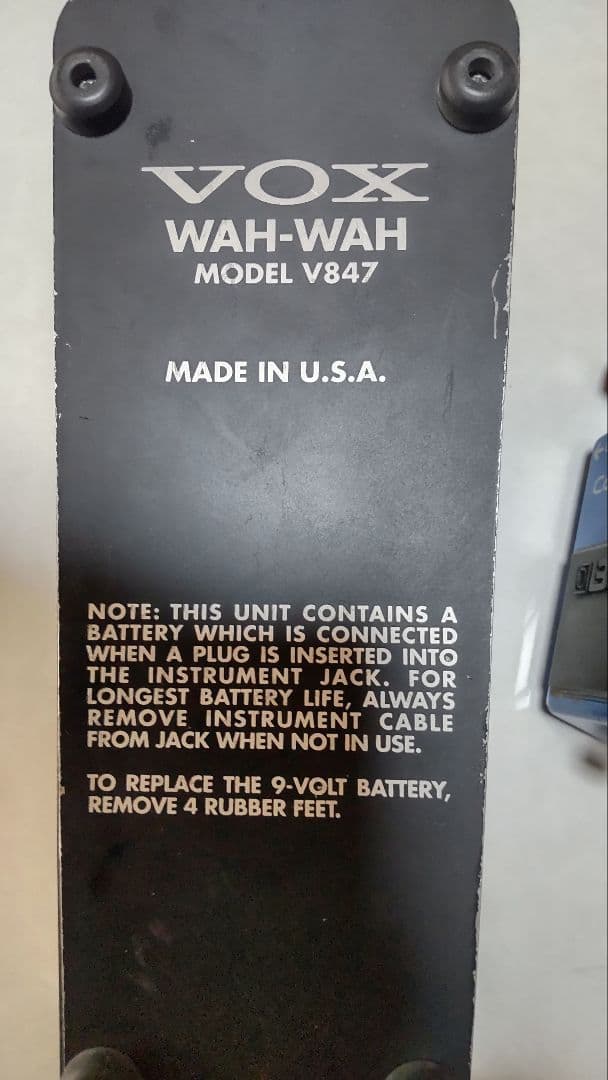 VOX
WAH-WAH
MODEL V847
MADE IN U.S.A.
NOTE: THIS UNIT CONTAINS A
BATTERY WHICH IS CONNECTED
WHEN A PLUG IS INSERTED INTO
THE INSTRUMENT JACK. FOR
LONGEST BATTERY LIFE, ALWAYS
REMOVE INSTRUMENT CABLE
FROM JACK WHEN NOT IN USE.
TO REPLACE THE 9-VOLT BATTERY,
REMOVE 4 RUBBER FEET.